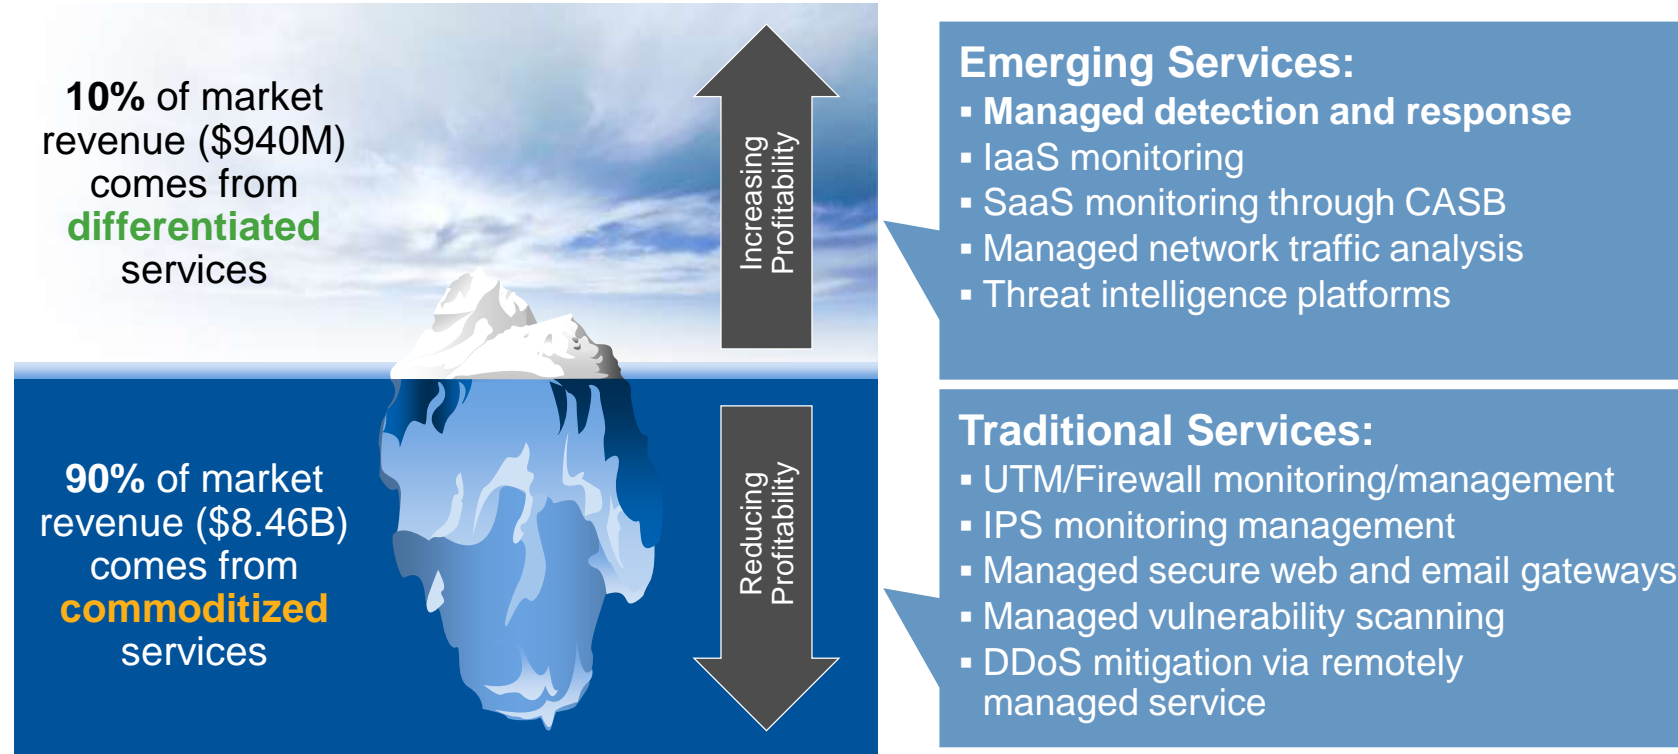 10% of market
revenue ($940M)
comes from
differentiated
services
Increasing
Profitability
Emerging Services:
▪ Managed detection and response
▪ IaaS monitoring
▪ SaaS monitoring through CASB
▪ Managed network traffic analysis
▪ Threat intelligence platforms
90% of market
revenue ($8.46B)
comes from
commoditized
services
Reducing
Profitability
Traditional Services:
▪ UTM/Firewall monitoring/management
▪ IPS monitoring management
▪ Managed secure web and email gateways
▪ Managed vulnerability scanning
▪ DDoS mitigation via remotely
managed service